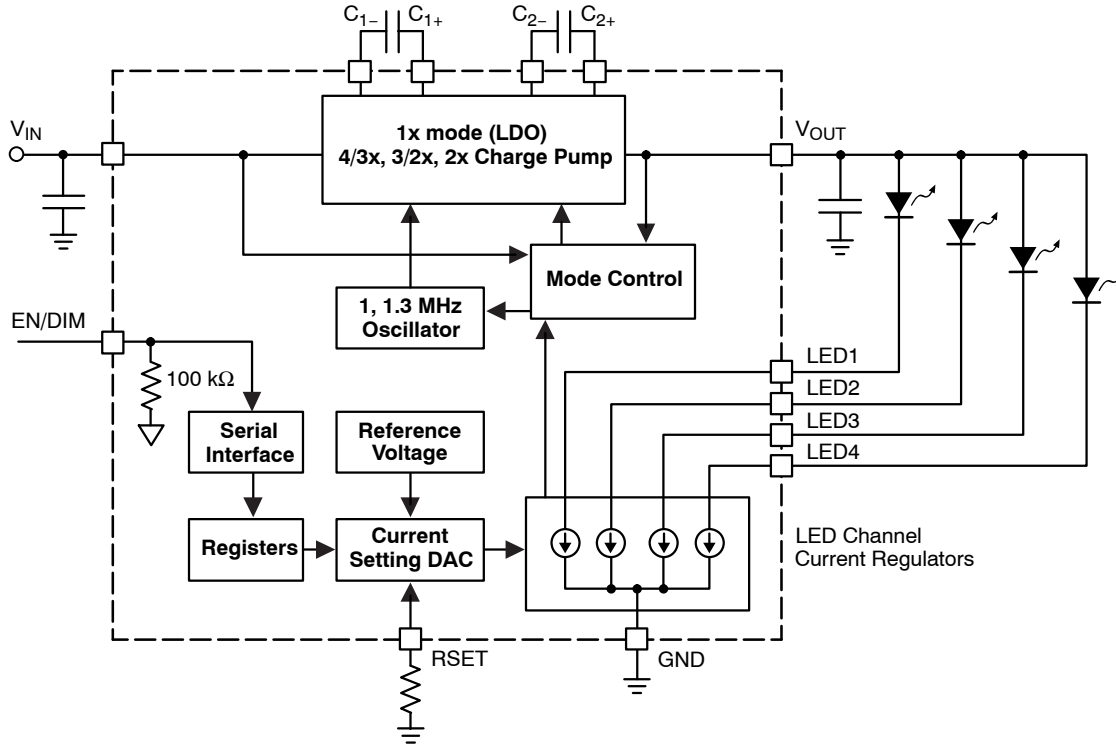 C1− C1+ C2− C2+
VIN
1x mode (LDO)
4/3x, 3/2x, 2x Charge Pump
VOUT
Mode Control
1, 1.3 MHz
Oscillator
EN/DIM
100 kΩ
LED1
LED2
LED3
LED4
Serial
Interface
Reference
Voltage
Registers
Current
Setting DAC
LED Channel
Current Regulators
RSET
GND